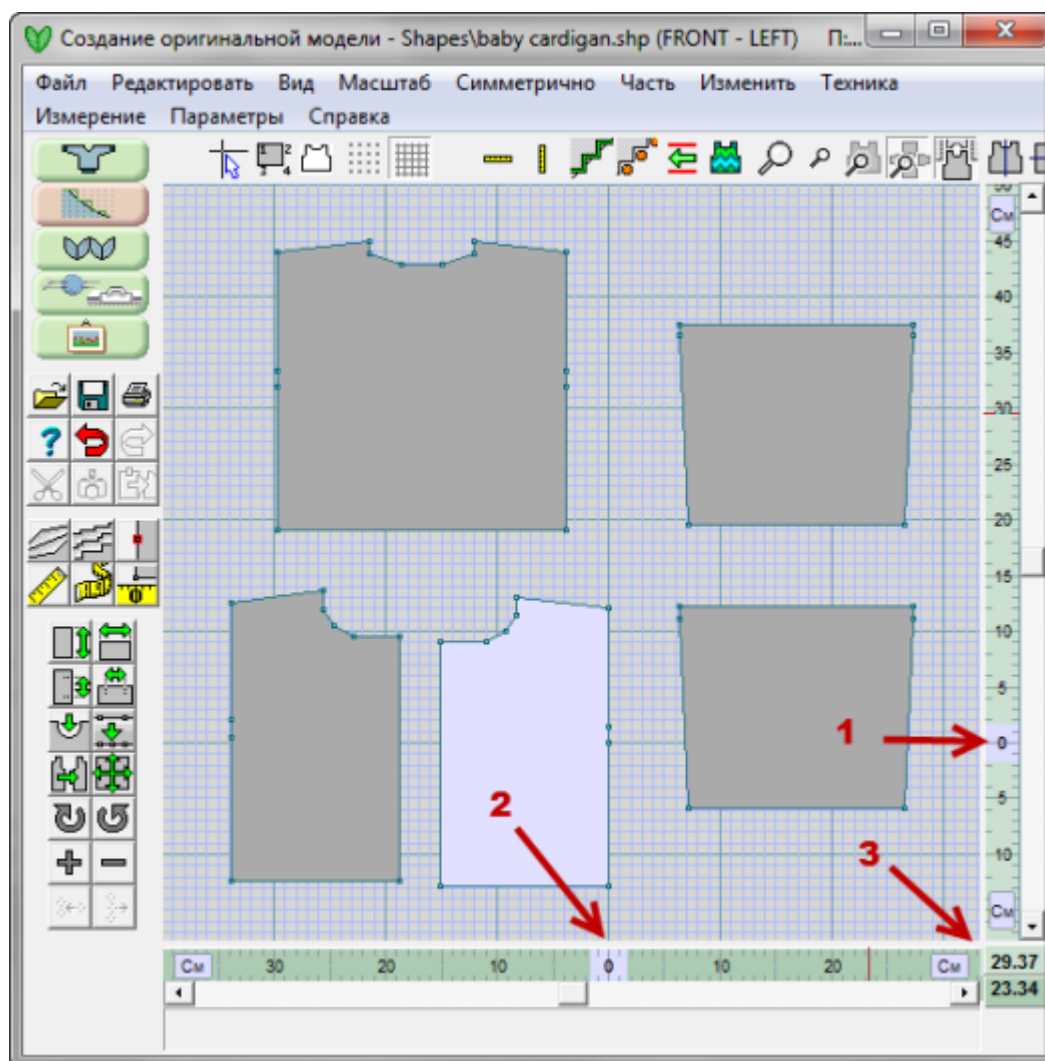 Создание оригинальной модели - Shapes\baby cardigan.shp (FRONT - LEFT) П:...
Файл Редактировать Вид Масштаб Симметрично Часть Изменить Техника
Измерение Параметры Справка
См
45
40
35
30
25
20
15
10
5
1
0
2
5
3
10
См
См 30 20 10 0 10 20 См
29.37
23.34